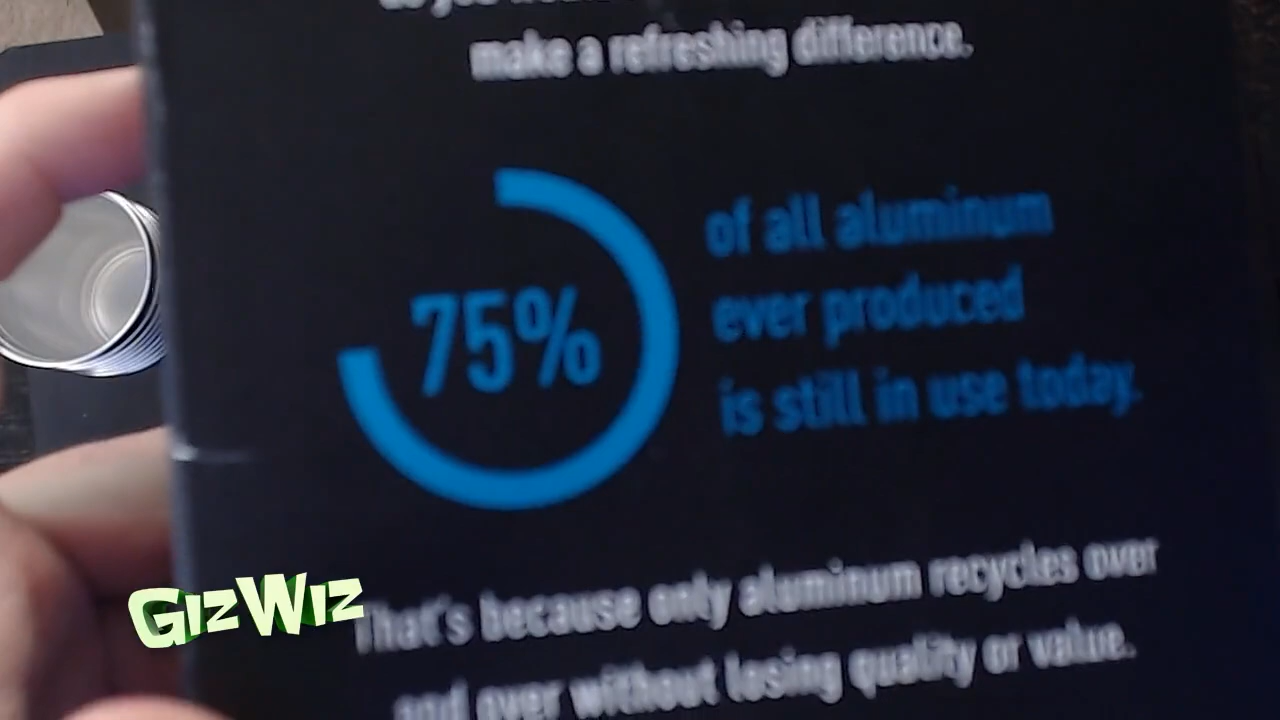 make a refreshing difference.
75%
of all aluminum
ever produced
is still in use today.
GIZWIZ
That's because only aluminum recycles over
and over without losing quality or value.